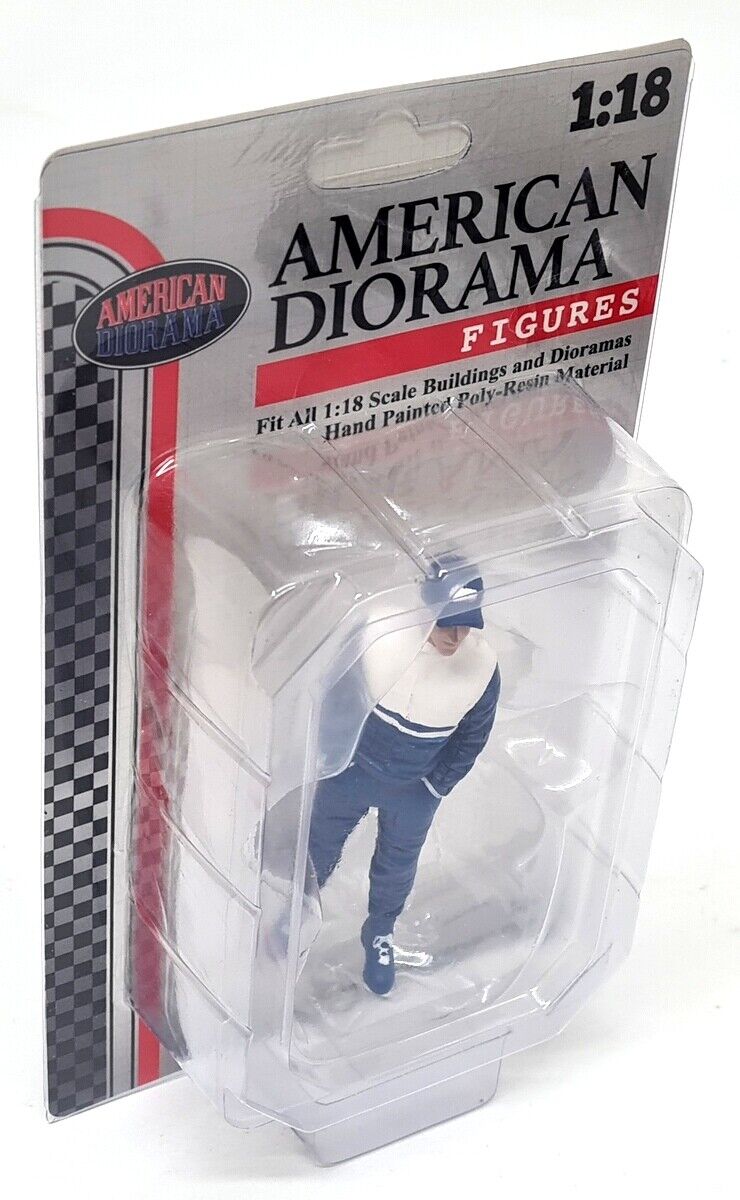 1:18
AMERICAN
DIORAMA
FIGURES
Fit All 1:18 Scale Buildings and Dioramas
Hand Painted Poly-Resin Material
AMERICAN
DIORAMA